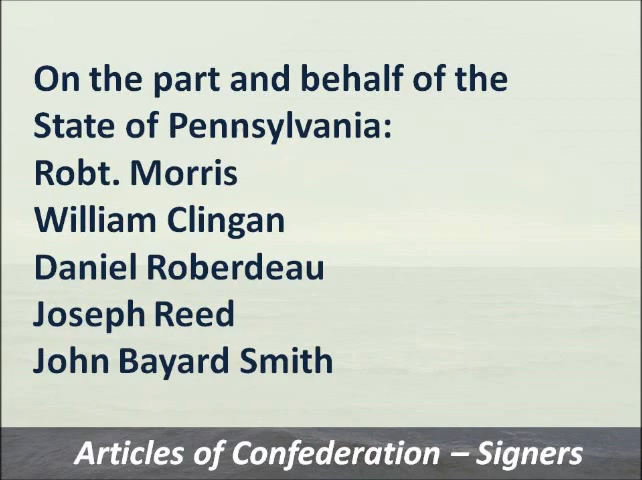 On the part and behalf of the
State of Pennsylvania:
Robt. Morris
William Clingan
Daniel Roberdeau
Joseph Reed
John Bayard Smith
Articles of Confederation – Signers